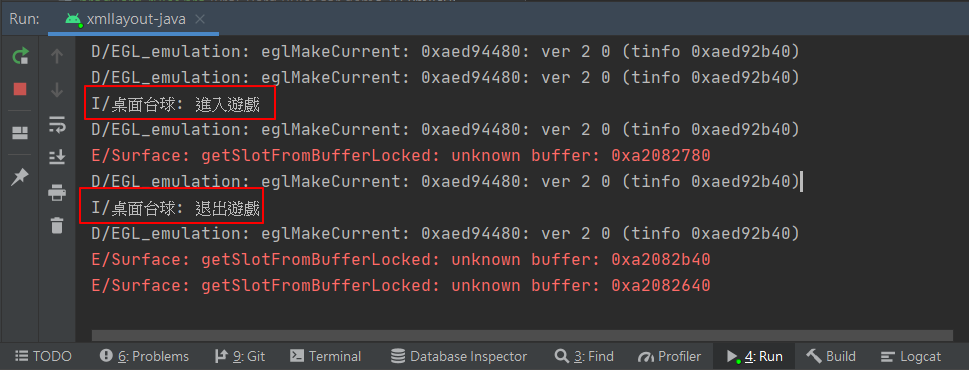 Run: xmllayout-java
D/EGL_emulation: eglMakeCurrent: 0xaed94480: ver 2 0 (tinfo 0xaed92b40)
D/EGL_emulation: eglMakeCurrent: 0xaed94480: ver 2 0 (tinfo 0xaed92b40)
I/桌面台球: 進入遊戲
D/EGL_emulation: eglMakeCurrent: 0xaed94480: ver 2 0 (tinfo 0xaed92b40)
E/Surface: getSlotFromBufferLocked: unknown buffer: 0xa2082780
D/EGL_emulation: eglMakeCurrent: 0xaed94480: ver 2 0 (tinfo 0xaed92b40)
I/桌面台球: 退出遊戲
D/EGL_emulation: eglMakeCurrent: 0xaed94480: ver 2 0 (tinfo 0xaed92b40)
E/Surface: getSlotFromBufferLocked: unknown buffer: 0xa2082b40
E/Surface: getSlotFromBufferLocked: unknown buffer: 0xa2082640
TODO 6: Problems 9: Git Terminal Database Inspector 3: Find Profiler 4: Run Build Logcat